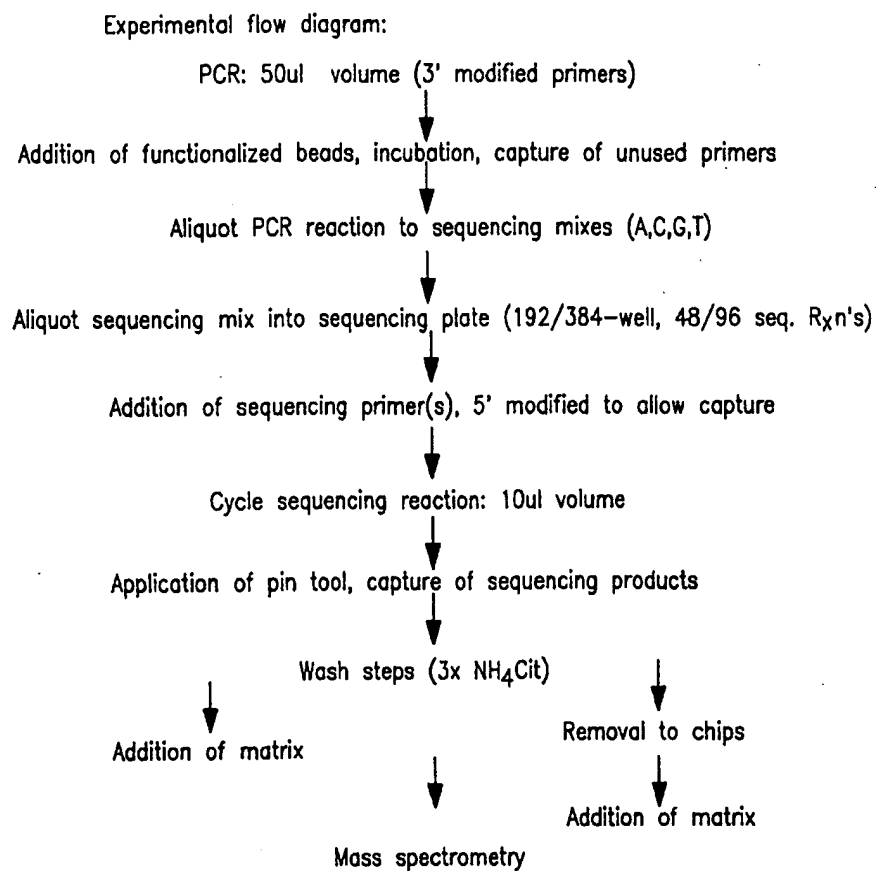 Experimental flow diagram:
PCR: 50ul volume (3' modified primers)
Addition of functionalized beads, incubation, capture of unused primers
Aliquot PCR reaction to sequencing mixes (A,C,G,T)
Aliquot sequencing mix into sequencing plate (192/384-well, 48/96 seq. Rxn's)
Addition of sequencing primer(s), 5' modified to allow capture
Cycle sequencing reaction: 10ul volume
Application of pin tool, capture of sequencing products
Wash steps (3x NH4Cit)
Removal to chips
Addition of matrix
Addition of matrix
Mass spectrometry